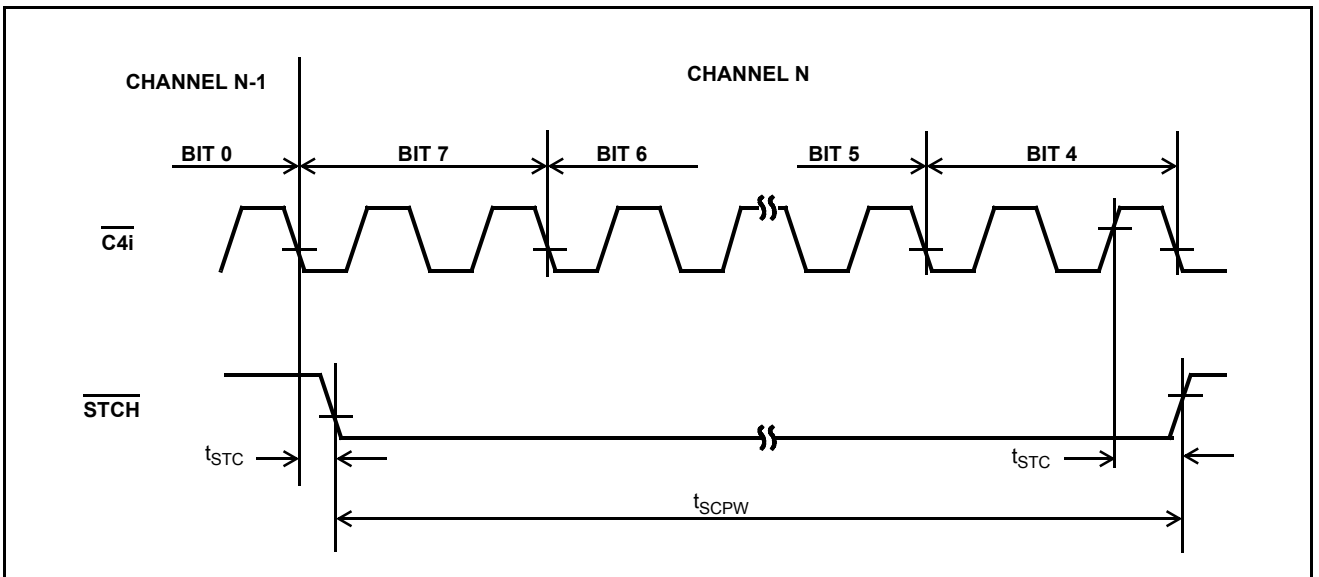 CHANNEL N-1
CHANNEL N
BIT 0
BIT 7
BIT 6
BIT 5
BIT 4
C4i
STCH
tSTC
tSTC
tSCPW